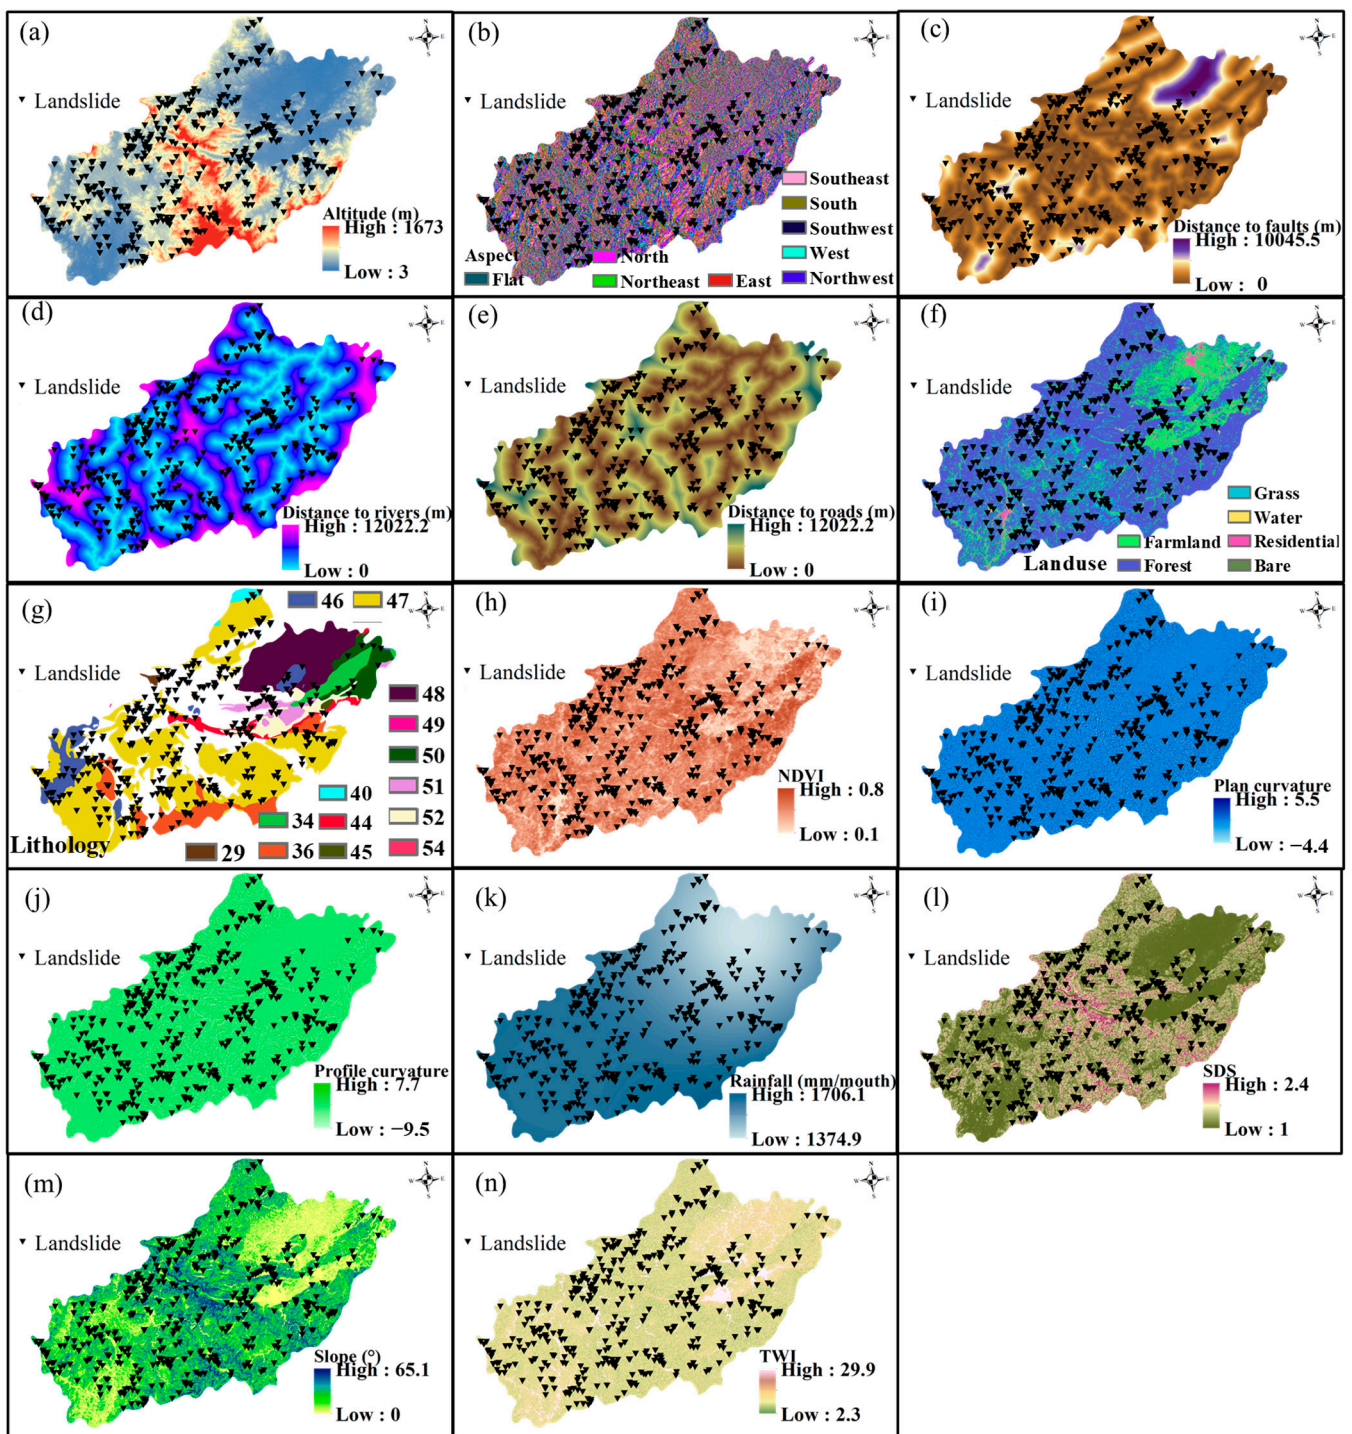 (a)
N
W E
S
Landslide
Altitude (m)
High : 1673
Low : 3
(b)
Landslide
Southeast
South
Southwest
West
Northwest
Aspect
Flat
North
Northeast
East
(c)
N
W E
S
Landslide
Distance to faults (m)
High : 10045.5
Low : 0
(d)
N
W E
S
Landslide
Distance to rivers (m)
High : 12022.2
Low : 0
(e)
N
W E
S
Landslide
Distance to roads (m)
High : 12022.2
Low : 0
(f)
N
W E
S
Landslide
Grass
Water
Farmland
Residential
Landuse
Forest
Bare
(g)
46
47
N
W E
S
Landslide
48
49
50
51
40
52
34
44
Lithology
54
29
36
45
(h)
N
W E
S
Landslide
NDVI
High : 0.8
Low : 0.1
(i)
N
W E
S
Landslide
Plan curvature
High : 5.5
Low : −4.4
(j)
N
W E
S
Landslide
Profile curvature
High : 7.7
Low : −9.5
(k)
N
W E
S
Landslide
Rainfall (mm/mouth)
High : 1706.1
Low : 1374.9
(l)
N
W E
S
Landslide
SDS
High : 2.4
Low : 1
(m)
N
W E
S
Landslide
Slope (°)
High : 65.1
Low : 0
(n)
N
W E
S
Landslide
TWI
High : 29.9
Low : 2.3